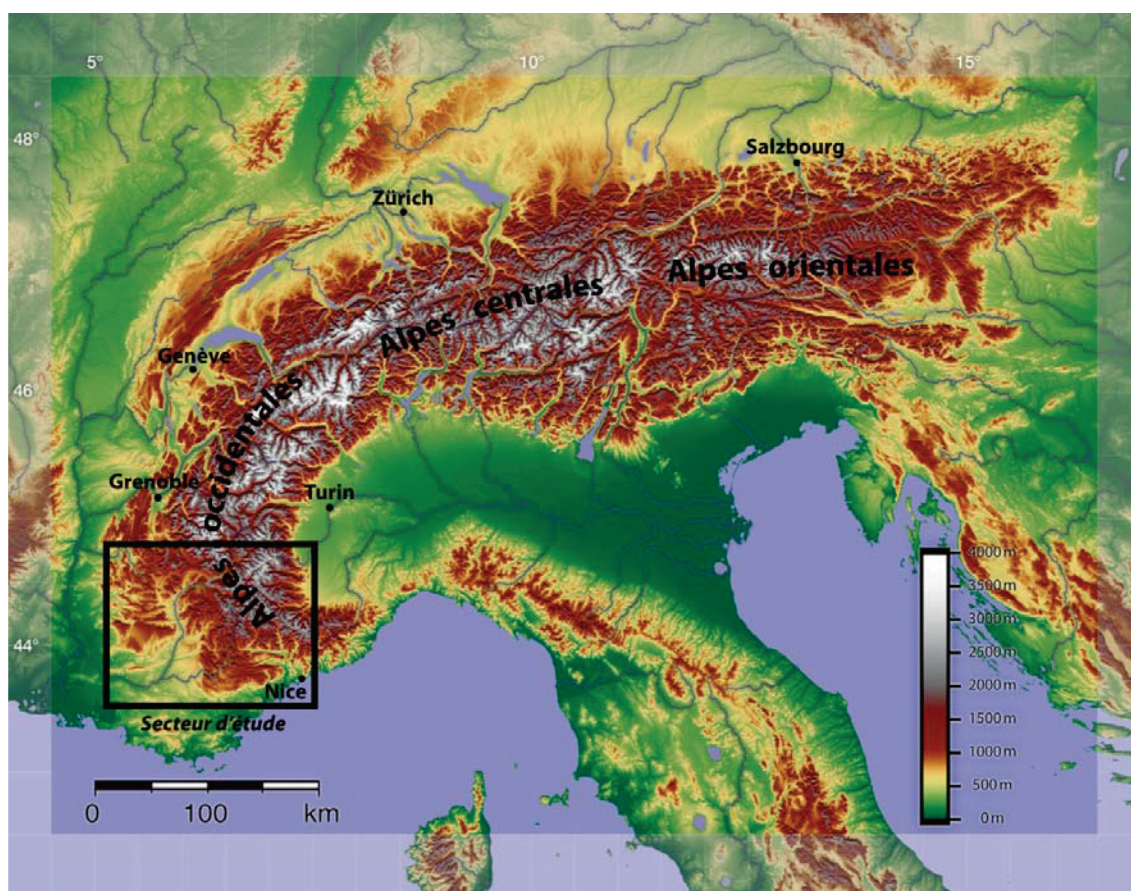 5°
10°
15°
48°
Salzbourg
Zürich
Alpes orientales
Alpes centrales
Genève
46°
Alpes occidentales
Grenoble
Turin
4000 m
3500 m
3000 m
2500 m
2000 m
1500 m
1000 m
500 m
0 m
44°
Nice
Secteur d'étude
0 100 km